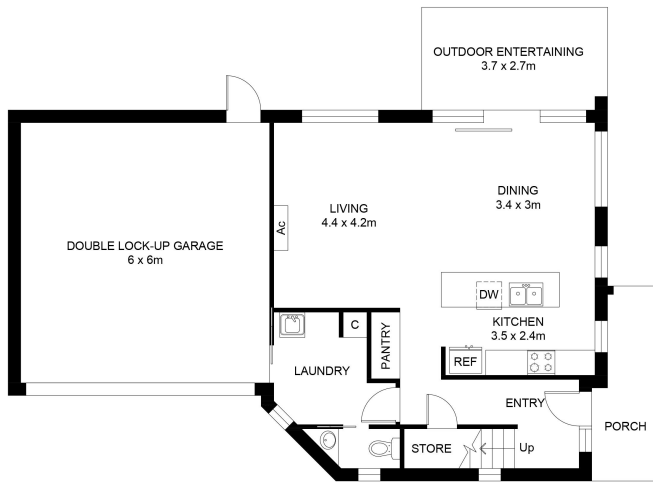 OUTDOOR ENTERTAINING
3.7 x 2.7m
DINING
3.4 x 3m
LIVING
4.4 x 4.2m
Ac
DOUBLE LOCK-UP GARAGE
6 x 6m
DW
KITCHEN
3.5 x 2.4m
C
PANTRY
REF
LAUNDRY
ENTRY
PORCH
STORE
Up